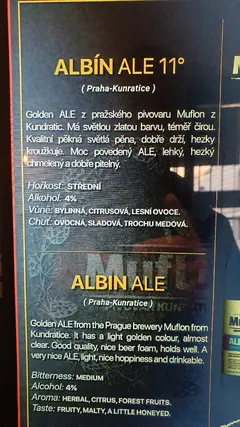 ALBÍN ALE 11°
( Praha-Kunratice )
Golden ALE z pražského pivovaru Muflon z
Kundratic. Má světlou zlatou barvu, téměř čirou.
Kvalitní pěkná světlá pěna, dobře drží, hezky
kroužkuje. Moc povedený ALE, lehký, hezký
chmelený a dobře pitelný.
Hořkost: STŘEDNÍ
Alkohol: 4%
Vůně: BYLINNÁ, CITRUSOVÁ, LESNÍ OVOCE.
Chuť: OVOCNÁ, SLADOVÁ, TROCHU MEDOVÁ.
ALBIN ALE
( Praha-Kunratice )
Golden ALE from the Prague brewery Muflon from
Kundratice. It has a light golden colour, almost
clear. Good quality, nice beer foam, holds well. A
very nice ALE, light, nice hoppiness and drinkable.
Bitterness: MEDIUM
Alcohol: 4%
Aroma: HERBAL, CITRUS, FOREST FRUITS.
Taste: FRUITY, MALTY, A LITTLE HONEYED.